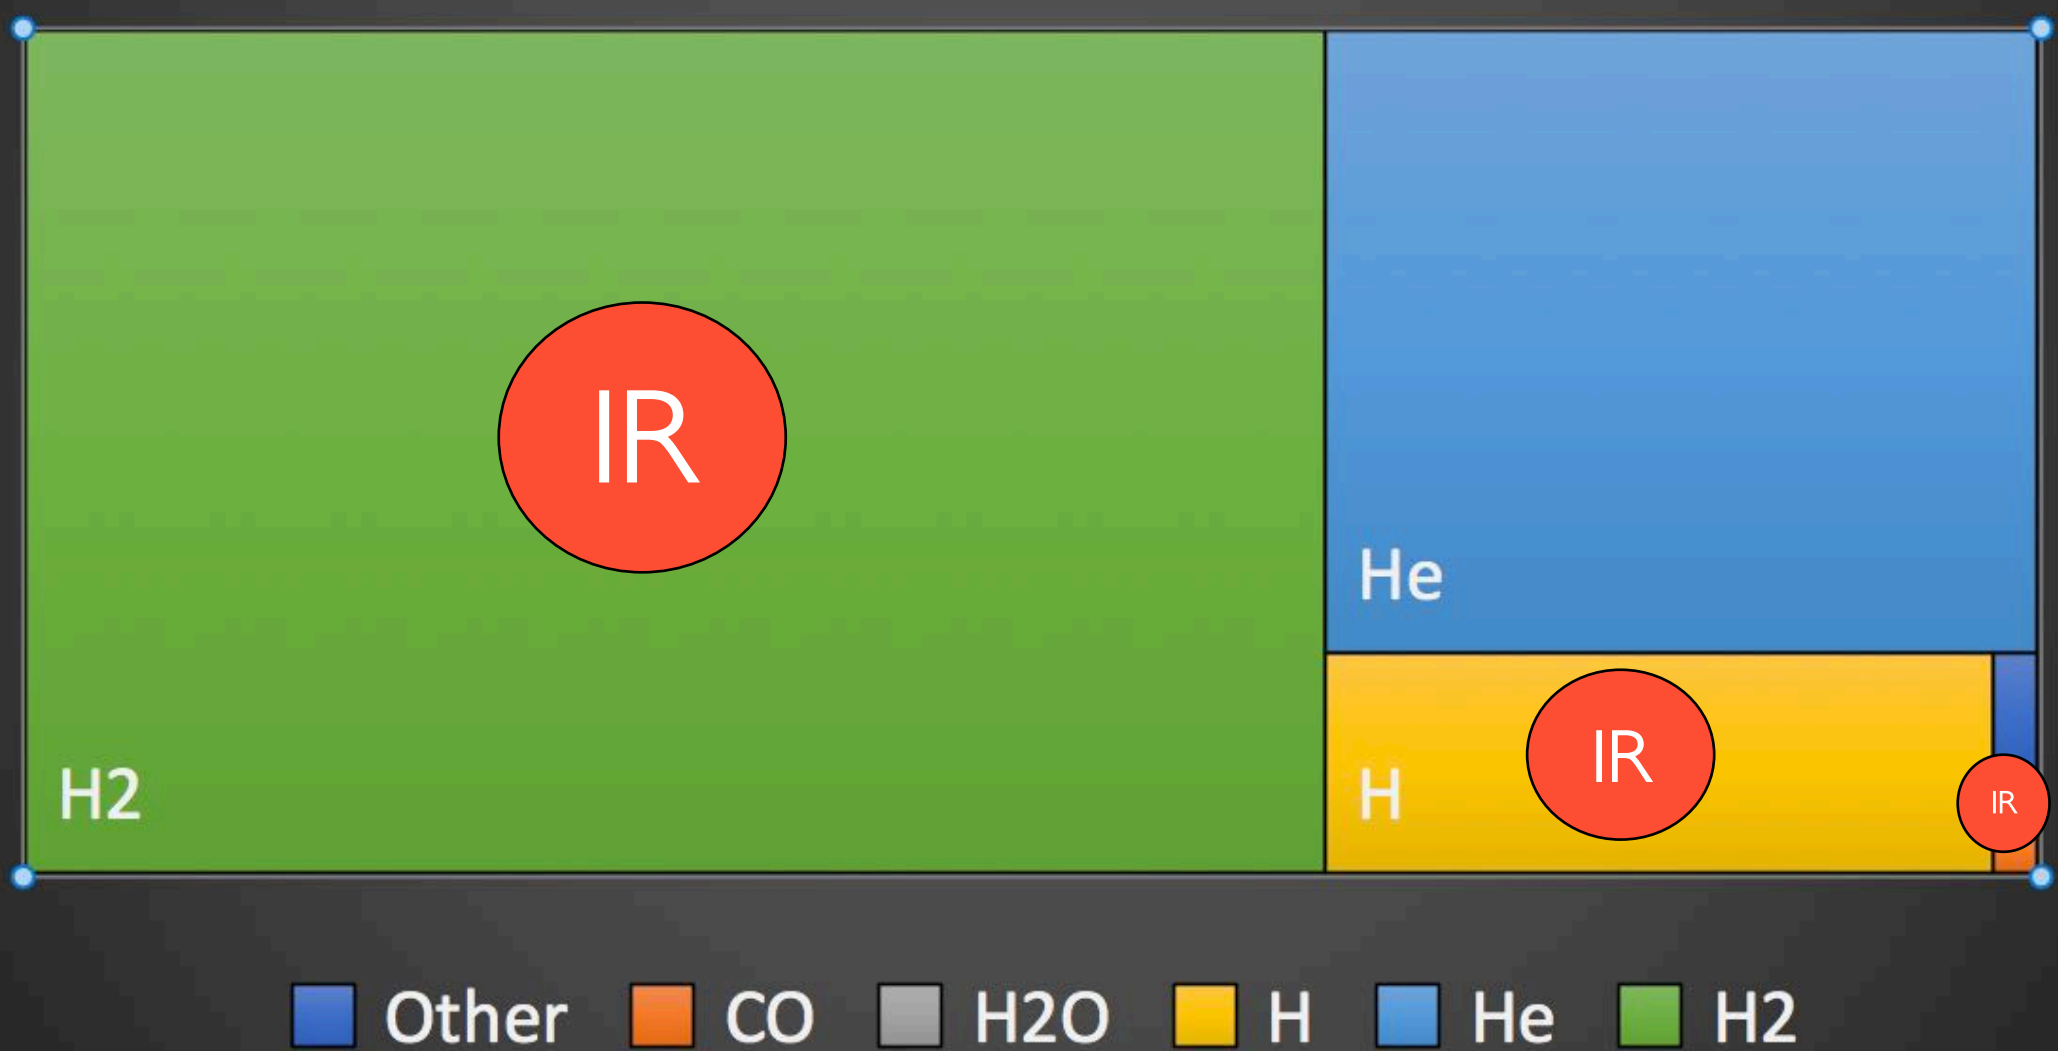 IR
He
H2
H
IR
IR
Other CO H2O H He H2